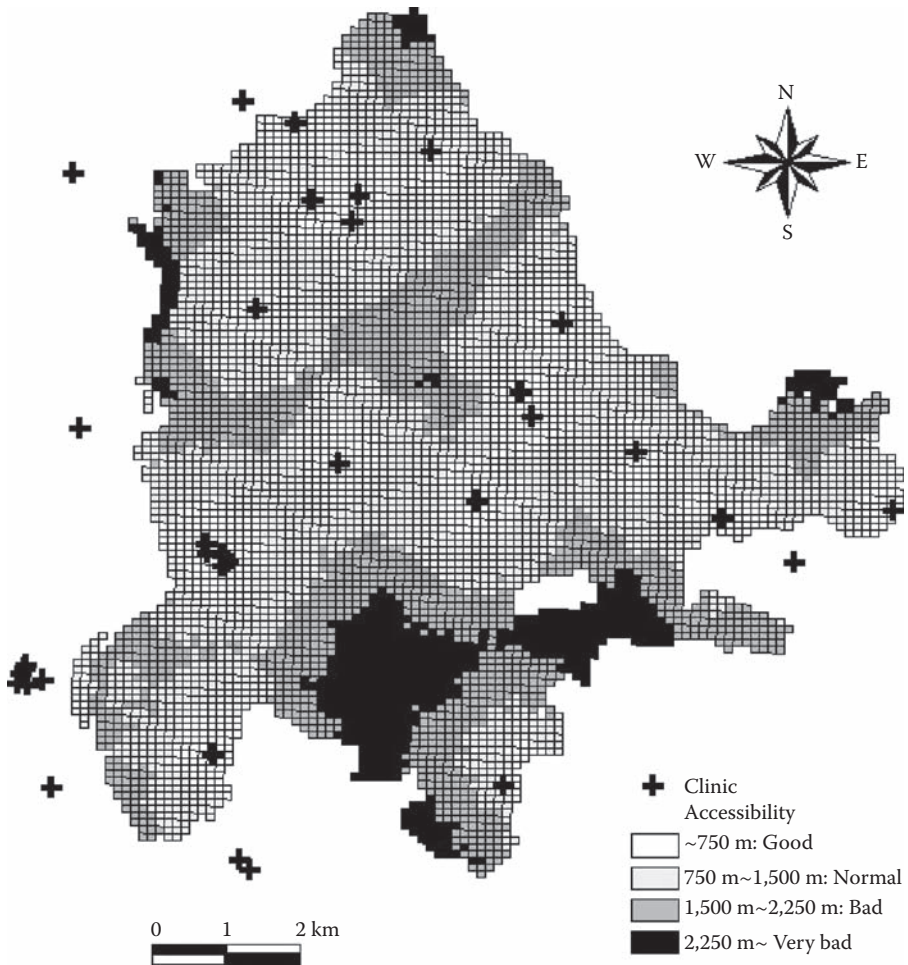 N
W E
S
Clinic
Accessibility
~750 m: Good
750 m~1,500 m: Normal
1,500 m~2,250 m: Bad
2,250 m~ Very bad
0 1 2 km